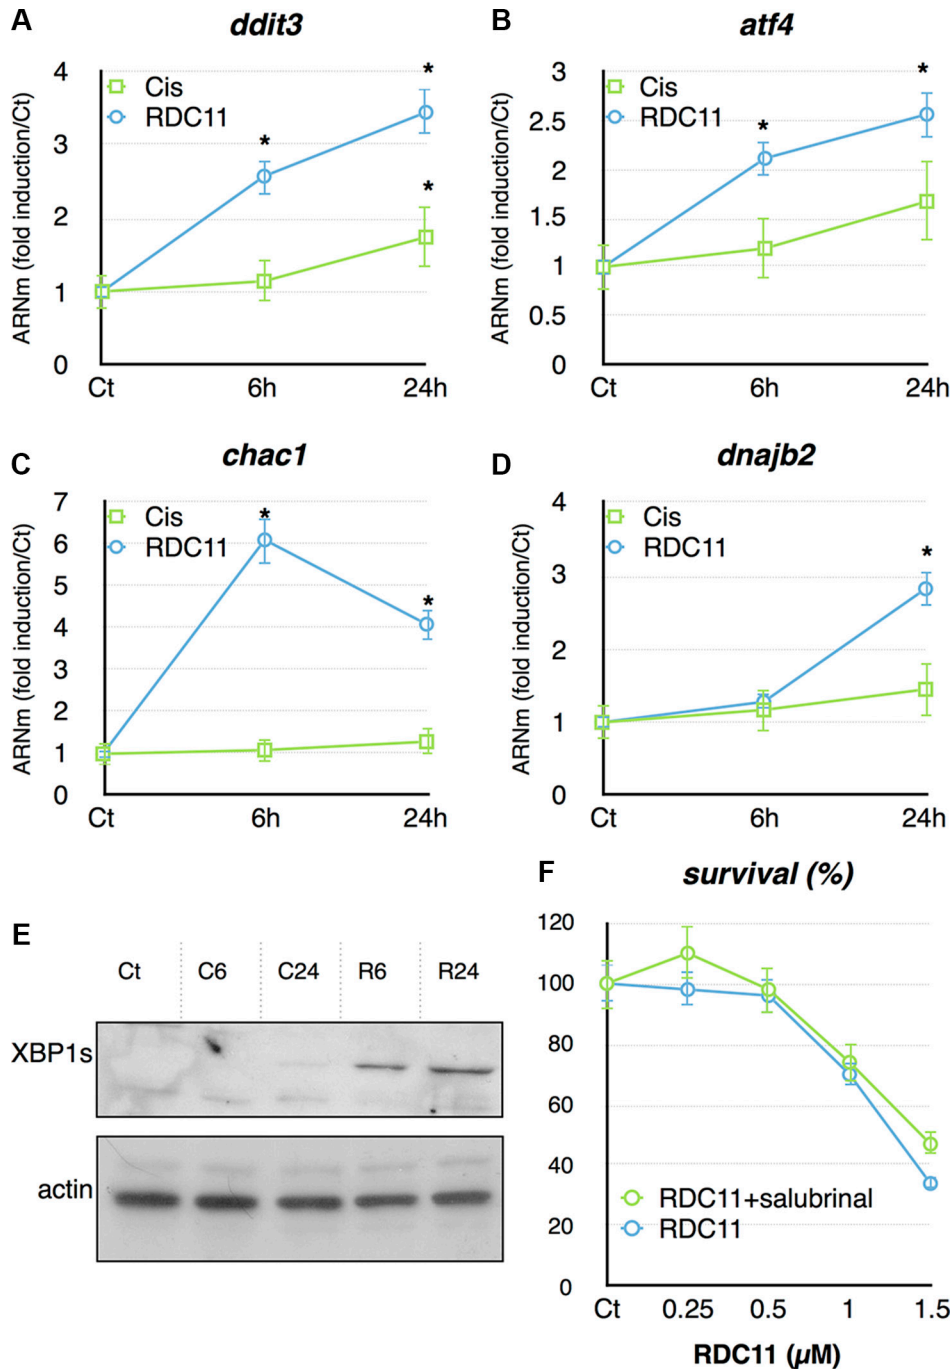 A
ddit3
ARNm (fold induction/Ct)
4
3
2
1
0
Cis
RDC11
*
*
*
Ct
6h
24h
B
atf4
ARNm (fold induction/Ct)
3
2.5
2
1.5
1
0.5
0
Cis
RDC11
*
*
Ct
6h
24h
C
chac1
ARNm (fold induction/Ct)
7
6
5
4
3
2
1
0
Cis
RDC11
*
*
Ct
6h
24h
D
dnajb2
ARNm (fold induction/Ct)
4
3
2
1
0
Cis
RDC11
*
Ct
6h
24h
E
Ct C6 C24 R6 R24
XBP1s
actin
F
survival (%)
120
100
80
60
40
20
0
RDC11+salubrinal
RDC11
Ct 0.25 0.5 1 1.5
RDC11 (µM)